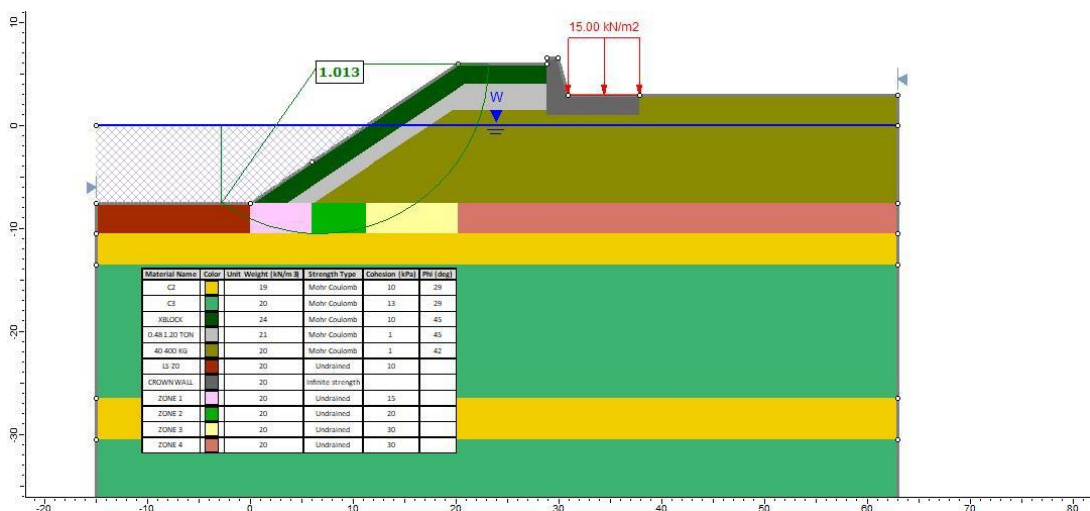 10
15.00 kN/m2
1.013
W
0
-10
Material Name Color Unit Weight (kN/m 3) Strength Type Cohesion (kPa) Phi (deg)
C2 19 Mohr Coulomb 10 29
C3 20 Mohr Coulomb 13 29
XBLOCK 24 Mohr Coulomb 10 45
0.48 1.20 TON 21 Mohr Coulomb 1 45
40 400 KG 20 Mohr Coulomb 1 42
20 Undrained 10
CROWN WALL 20 Infinite strength
ZONE 1 20 Undrained 15
ZONE 2 20 Undrained 20
ZONE 3 20 Undrained 30
ZONE 4 20 Undrained 30
-20
-30
-20 -10 0 10 20 30 40 50 60 70 80